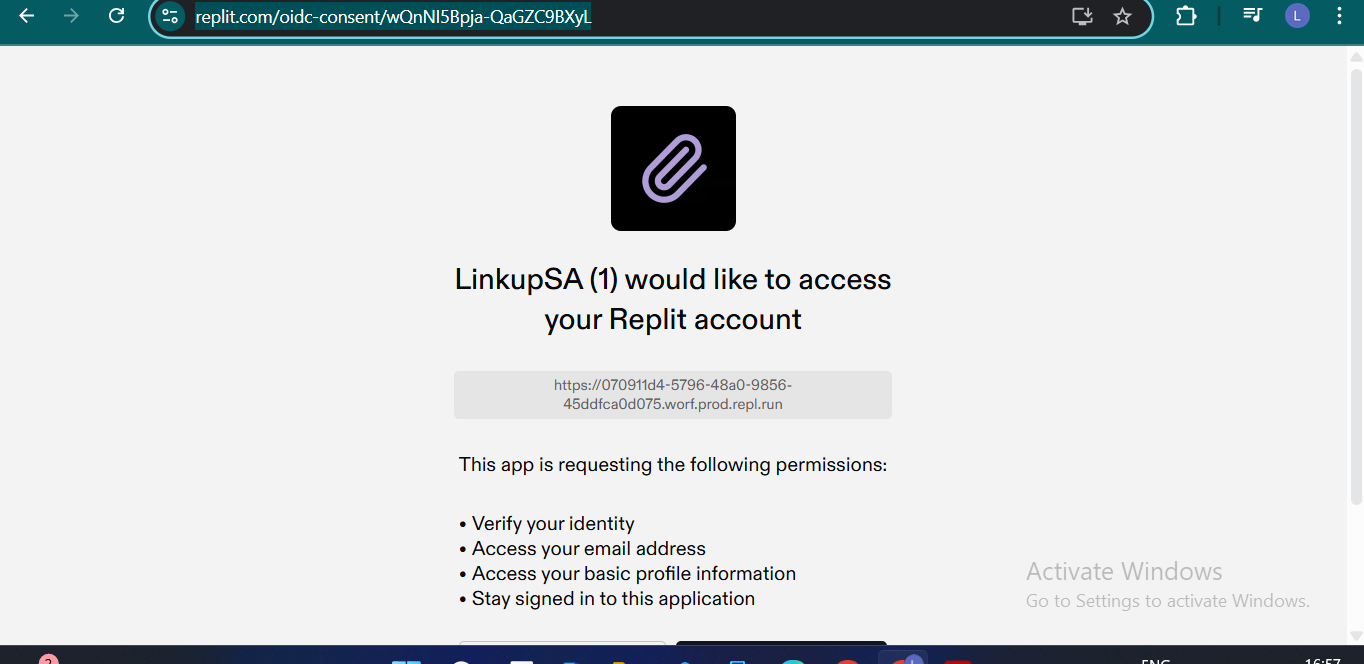 replit.com/oidc-consent/wQnNI5Bpja-QaGZC9BXyL
L
LinkupSA (1) would like to access
your Replit account
https://070911d4-5796-48a0-9856-
45ddfca0d075.worf.prod.repl.run
This app is requesting the following permissions:
• Verify your identity
• Access your email address
• Access your basic profile information
• Stay signed in to this application
Activate Windows
Go to Settings to activate Windows.
2
ENG
16:57